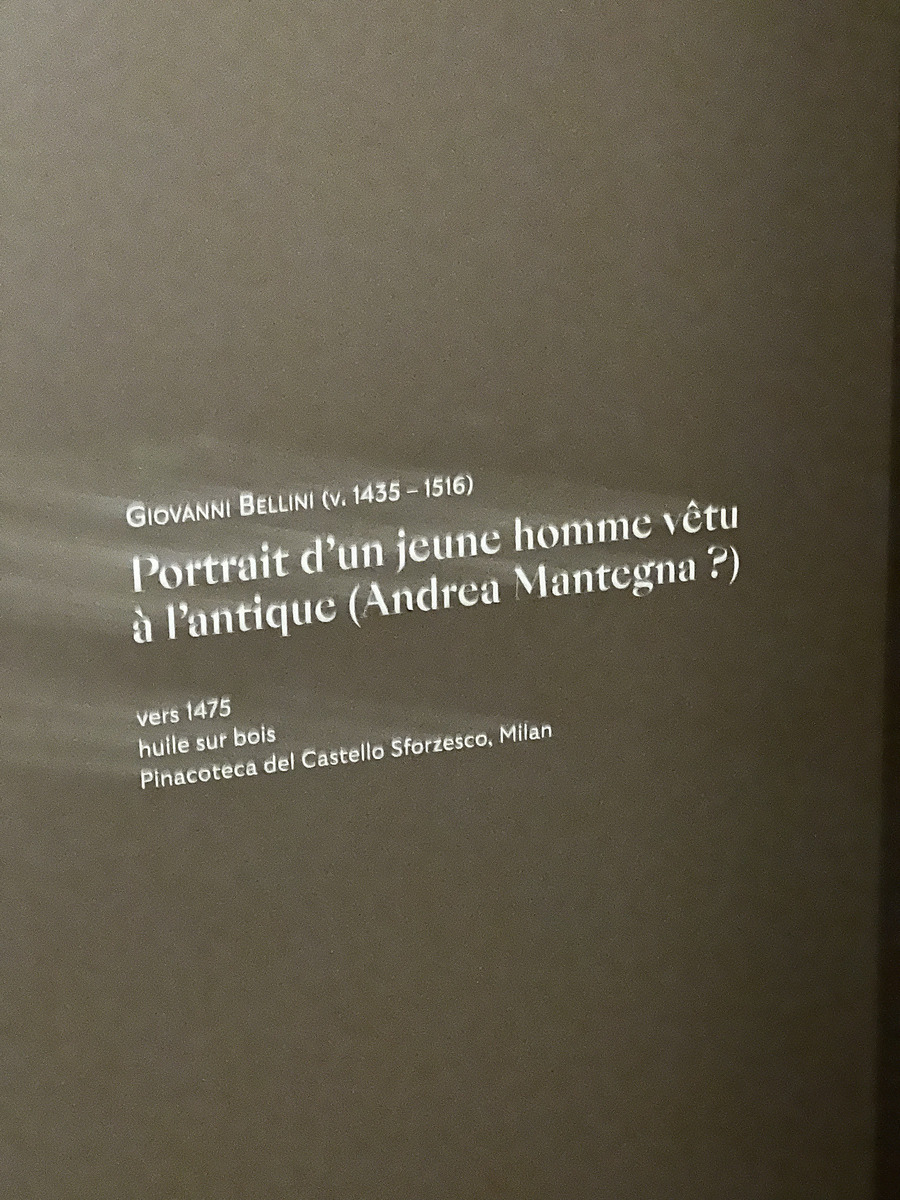 GIOVANNI BELLINI (v. 1435 – 1516)
Portrait d’un jeune homme vêtu
à l’antique (Andrea Mantegna ?)
vers 1475
huile sur bois
Pinacoteca del Castello Sforzesco, Milan